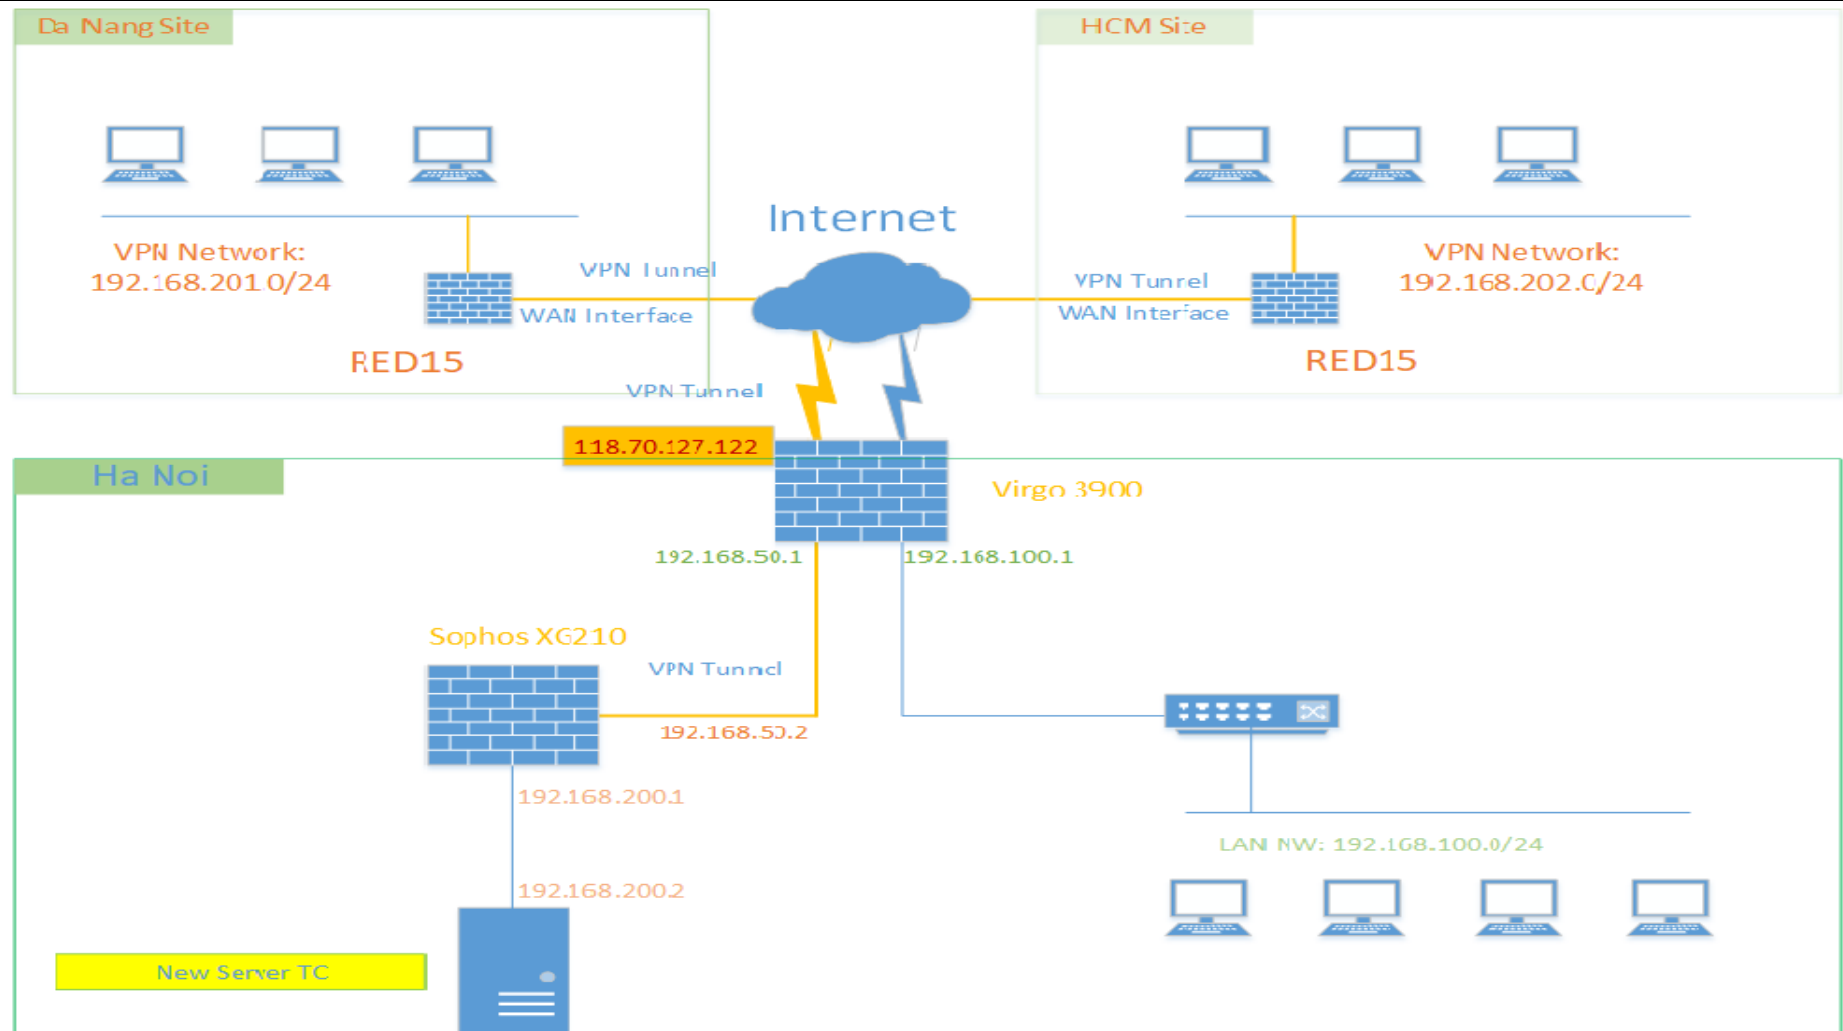 Da Nang Site
HCM Site
Internet
VPN Network:
192.168.201.0/24
VPN Tunnel
WAN Interface
RED15
VPN Tunnel
WAN Interface
VPN Network:
192.168.202.0/24
RED15
VPN Tunnel
118.70.127.122
Ha Noi
Virgo 3900
192.168.50.1
192.168.100.1
Sophos XG210
VPN Tunnel
192.168.50.2
192.168.200.1
LAN NW: 192.168.100.0/24
192.168.200.2
New Server TC